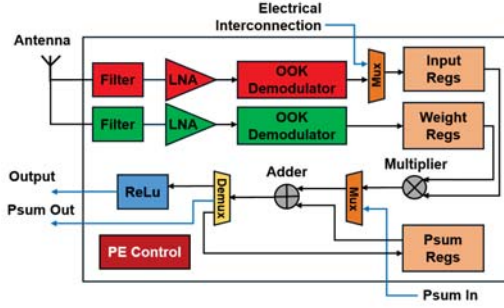 Electrical
Interconnection
Antenna
Filter
LNA
OOK
Demodulator
Mux
Input
Regs
Filter
LNA
OOK
Demodulator
Weight
Regs
Multiplier
Output
ReLu
Demux
Adder
Mux
Psum Out
PE Control
Psum
Regs
Psum In